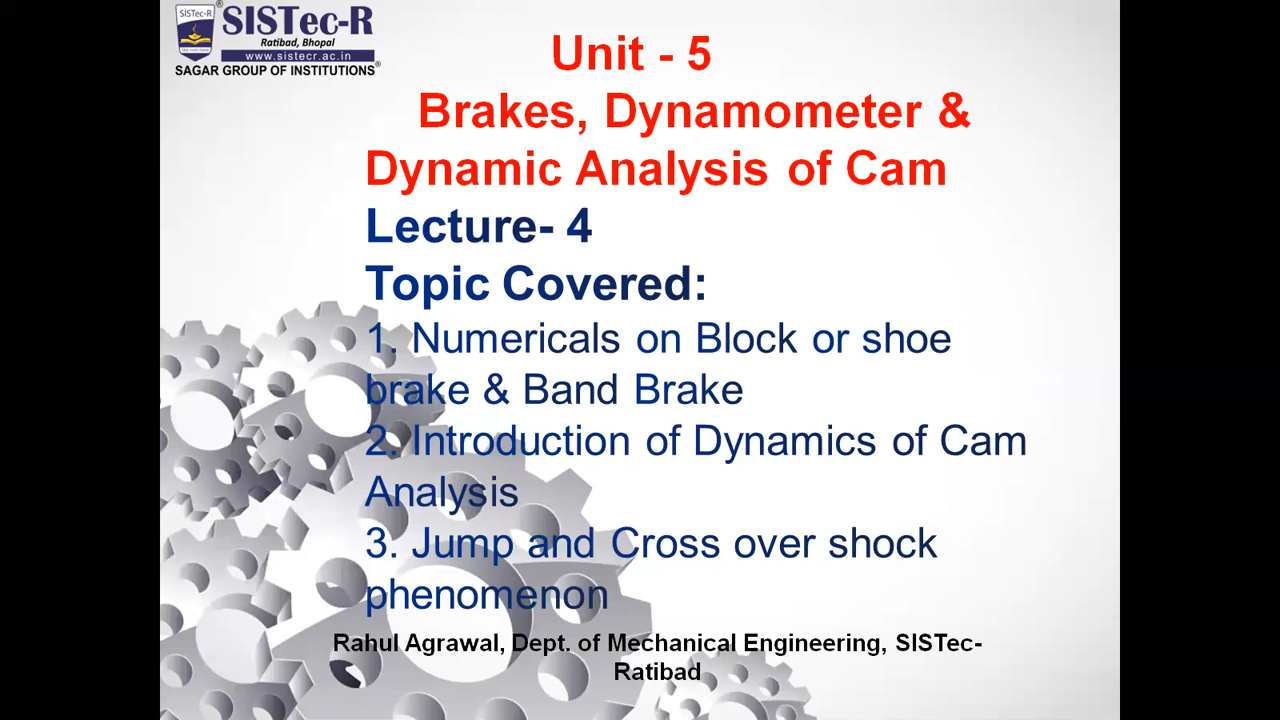 SISTec-R
SISTec-R®
Ratibad, Bhopal
www.sistecr.ac.in
SAGAR GROUP OF INSTITUTIONS®
Unit - 5
Brakes, Dynamometer &
Dynamic Analysis of Cam
Lecture- 4
Topic Covered:
1. Numericals on Block or shoe
brake & Band Brake
2. Introduction of Dynamics of Cam
Analysis
3. Jump and Cross over shock
phenomenon
Rahul Agrawal, Dept. of Mechanical Engineering, SISTec-
Ratibad